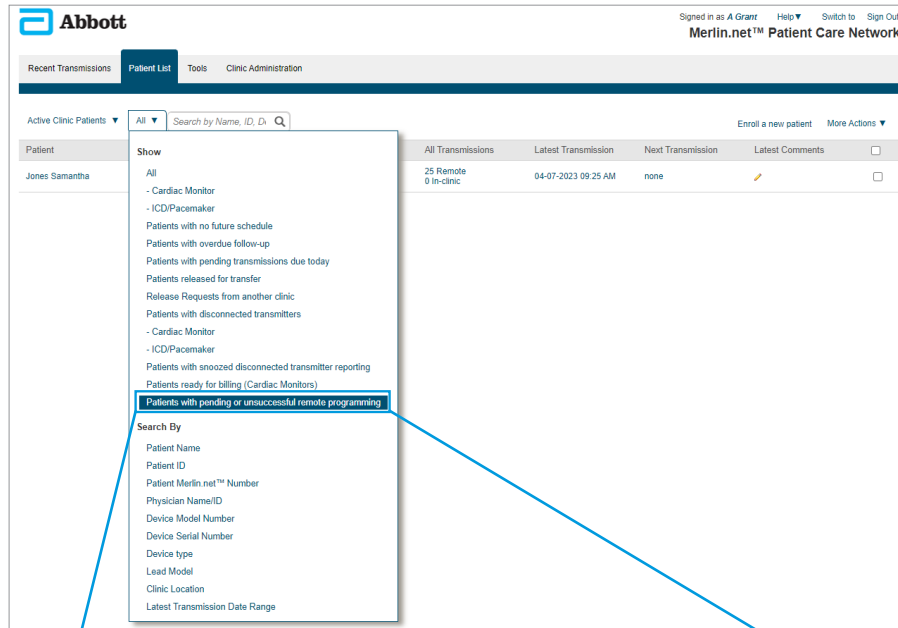 Abbott
Signed in as A Grant Help▼ Switch to Sign Out
Merlin.net™ Patient Care Network
Recent Transmissions Patient List Tools Clinic Administration
Active Clinic Patients ▼ All ▼ Search by Name, ID, D
Enroll a new patient More Actions ▼
Patient All Transmissions Latest Transmission Next Transmission Latest Comments
Jones Samantha 25 Remote 04-07-2023 09:25 AM none
0 In-clinic
Show
All
- Cardiac Monitor
- ICD/Pacemaker
Patients with no future schedule
Patients with overdue follow-up
Patients with pending transmissions due today
Patients released for transfer
Release Requests from another clinic
Patients with disconnected transmitters
- Cardiac Monitor
- ICD/Pacemaker
Patients with snoozed disconnected transmitter reporting
Patients ready for billing (Cardiac Monitors)
Patients with pending or unsuccessful remote programming
Search By
Patient Name
Patient ID
Patient Merlin.net™ Number
Physician Name/ID
Device Model Number
Device Serial Number
Device type
Lead Model
Clinic Location
Latest Transmission Date Range